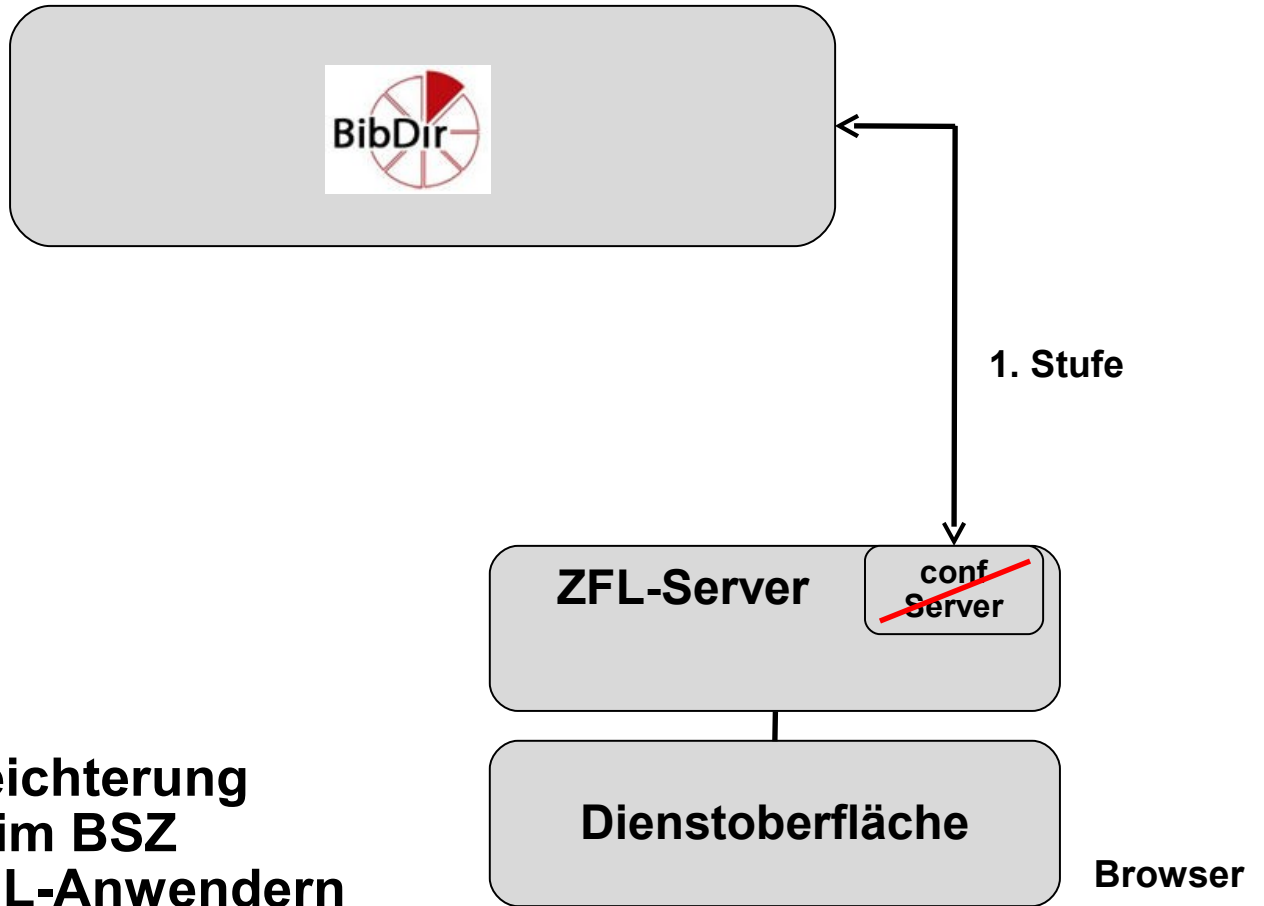 BibDir
1. Stufe
ZFL-Server
conf
Server
Dienstoberfläche
Browser
eichterung
im BSZ
L-Anwendern